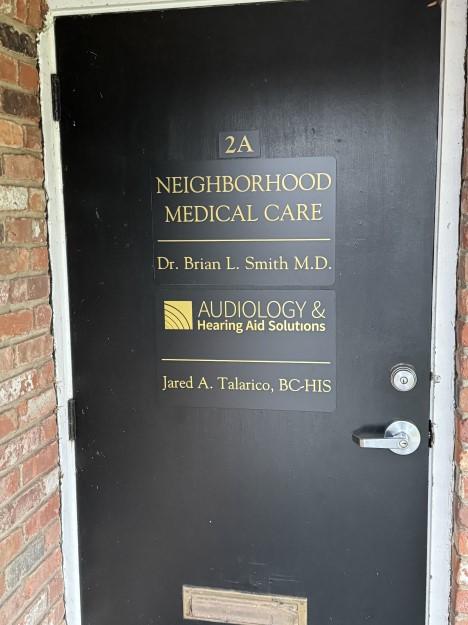 2A
NEIGHBORHOOD
MEDICAL CARE
Dr. Brian L. Smith M.D.
AUDIOLOGY &
Hearing Aid Solutions
Jared A. Talarico, BC-HIS